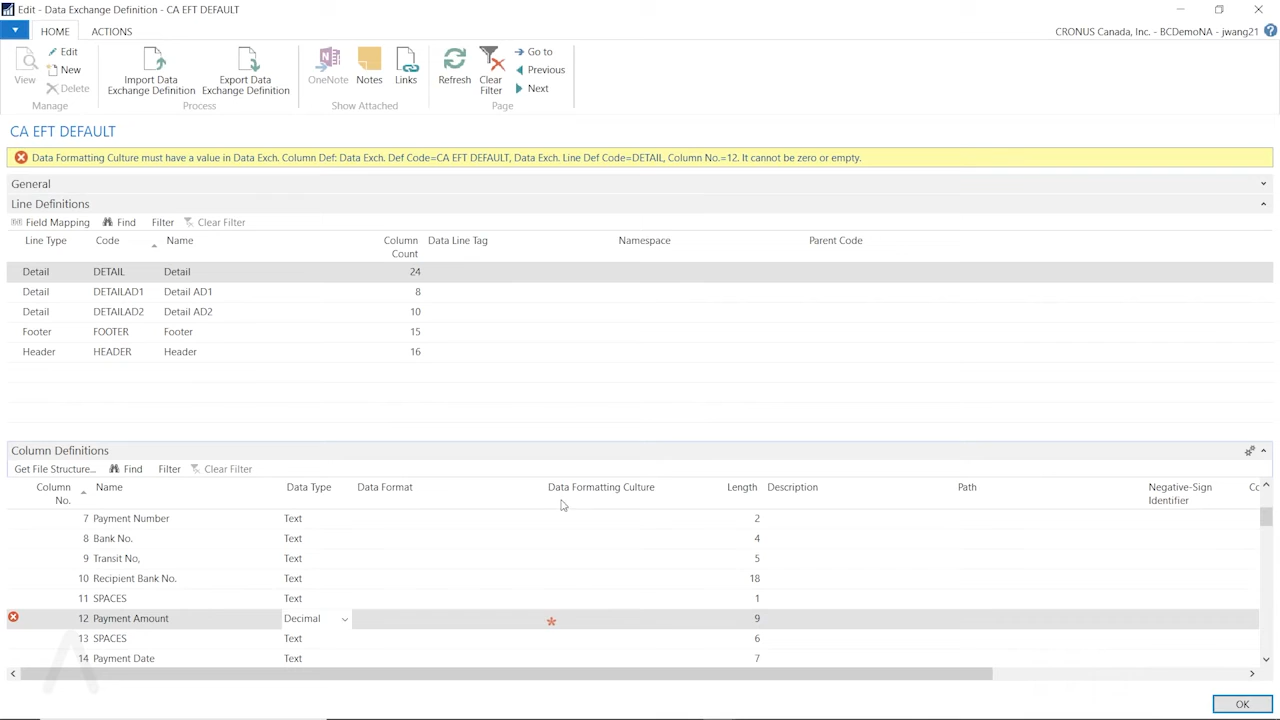 Edit - Data Exchange Definition - CA EFT DEFAULT
HOME ACTIONS CRONUS Canada, Inc. - BCDemoNA - jwang21
View Edit New Delete
Import Data Exchange Definition Export Data Exchange Definition
OneNote Notes Links
Refresh Clear Filter
Go to Previous Next
Manage Process Show Attached Page
CA EFT DEFAULT
Data Formatting Culture must have a value in Data Exch. Column Def: Data Exch. Def Code=CA EFT DEFAULT, Data Exch. Line Def Code=DETAIL, Column No.=12. It cannot be zero or empty.
General
Line Definitions
Field Mapping Find Filter Clear Filter
Line Type Code Name Column Count Data Line Tag Namespace Parent Code
Detail DETAIL Detail 24
Detail DETAILAD1 Detail AD1 8
Detail DETAILAD2 Detail AD2 10
Footer FOOTER Footer 15
Header HEADER Header 16
Column Definitions
Get File Structure... Find Filter Clear Filter
Column No. Name Data Type Data Format Data Formatting Culture Length Description Path Negative-Sign Identifier Cc
7 Payment Number Text 2
8 Bank No. Text 4
9 Transit No, Text 5
10 Recipient Bank No. Text 18
11 SPACES Text 1
12 Payment Amount Decimal * 9
13 SPACES Text 6
14 Payment Date Text 7
OK